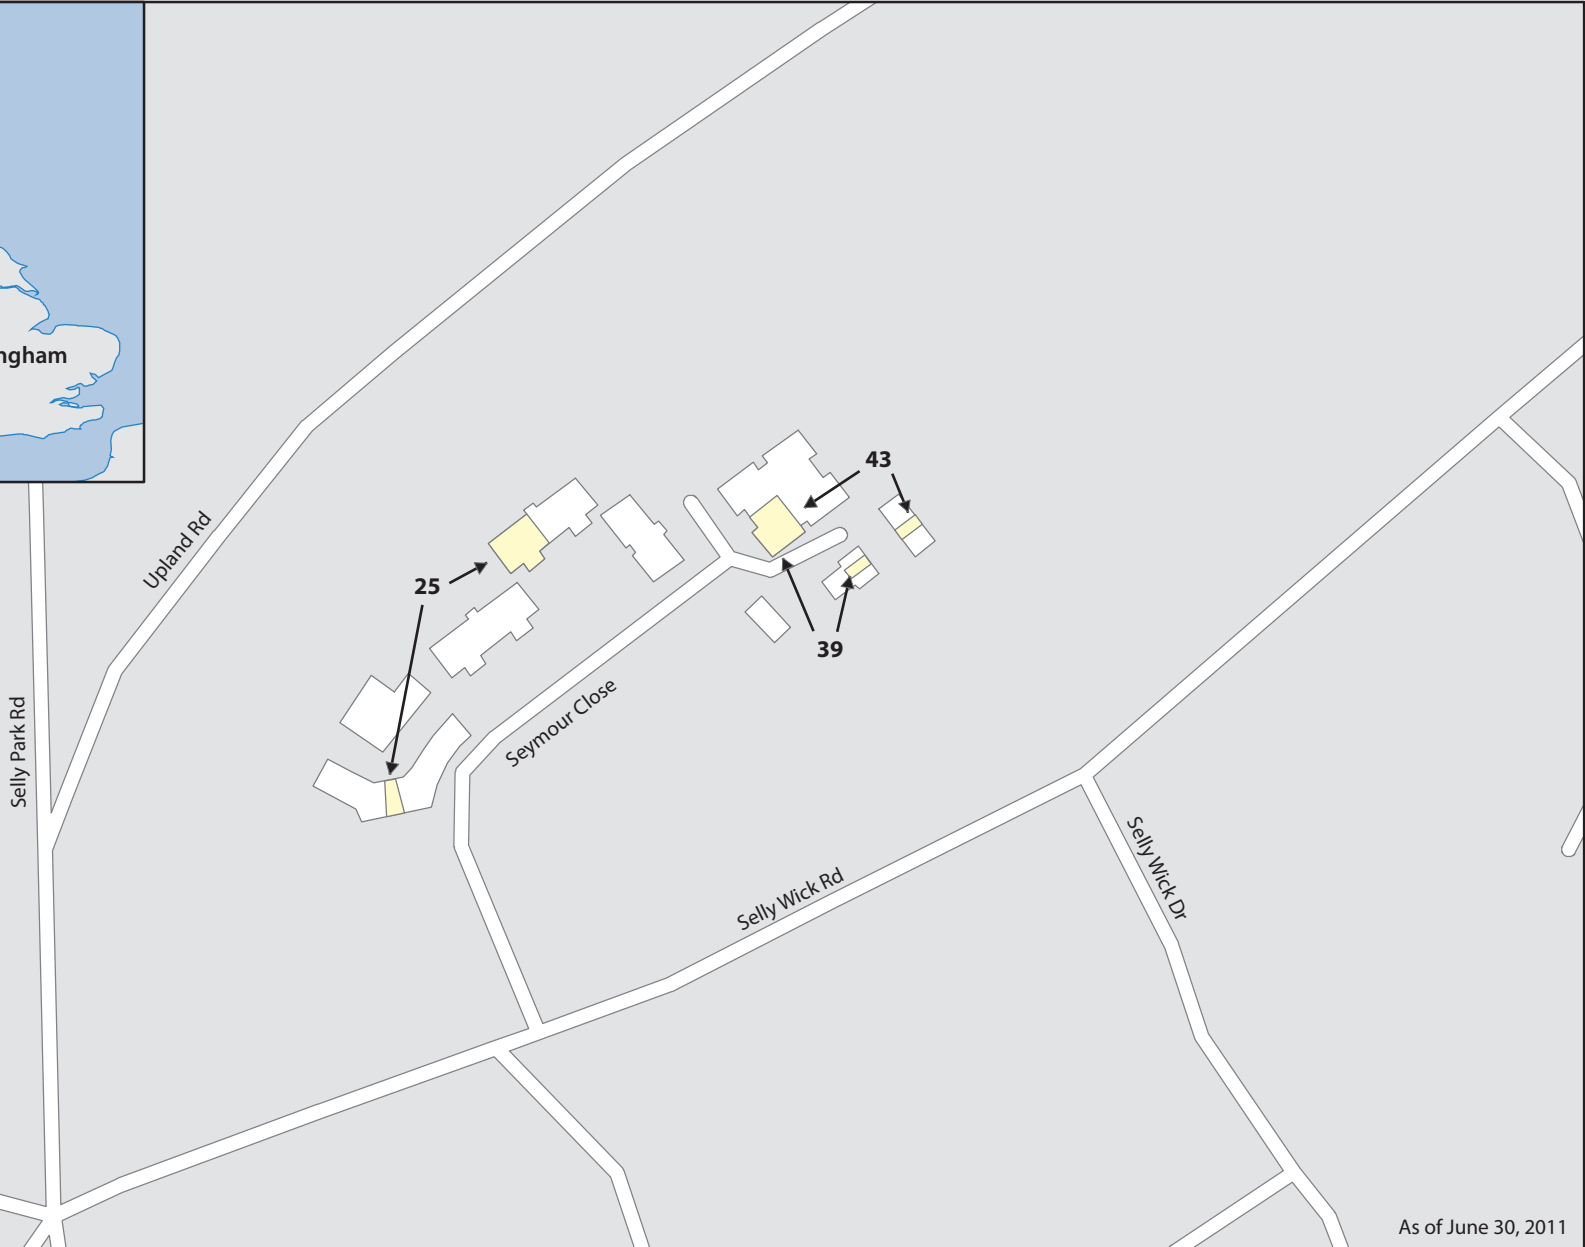 ngham
43
Upland Rd
25
39
Seymour Close
Selly Park Rd
Selly Wick Rd
Selly Wick Dr
As of June 30, 2011